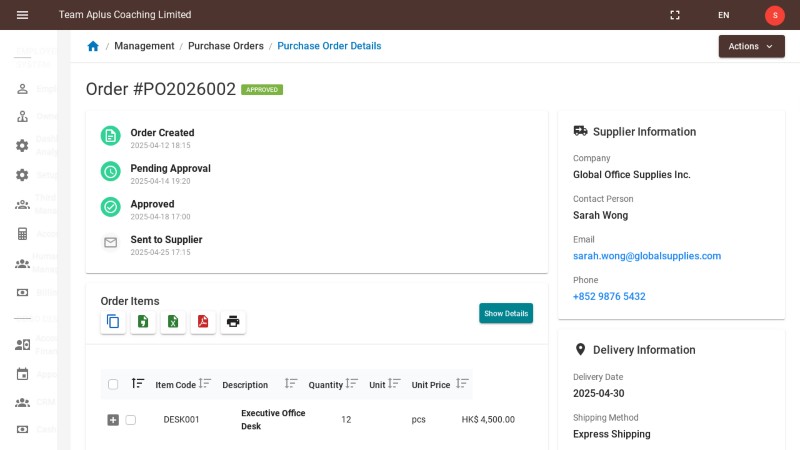 Team Aplus Coaching Limited
EN
S
/ Management / Purchase Orders / Purchase Order Details
Actions
Order #PO2026002
APPROVED
Order Created
2025-04-12 18:15
Pending Approval
2025-04-14 19:20
Approved
2025-04-18 17:00
Sent to Supplier
2025-04-25 17:15
Supplier Information
Company
Global Office Supplies Inc.
Contact Person
Sarah Wong
Email
sarah.wong@globalsupplies.com
Phone
+852 9876 5432
Order Items
Show Details
Item Code Description Quantity Unit Unit Price
DESK001 Executive Office Desk 12 pcs HK$ 4,500.00
Delivery Information
Delivery Date
2025-04-30
Shipping Method
Express Shipping